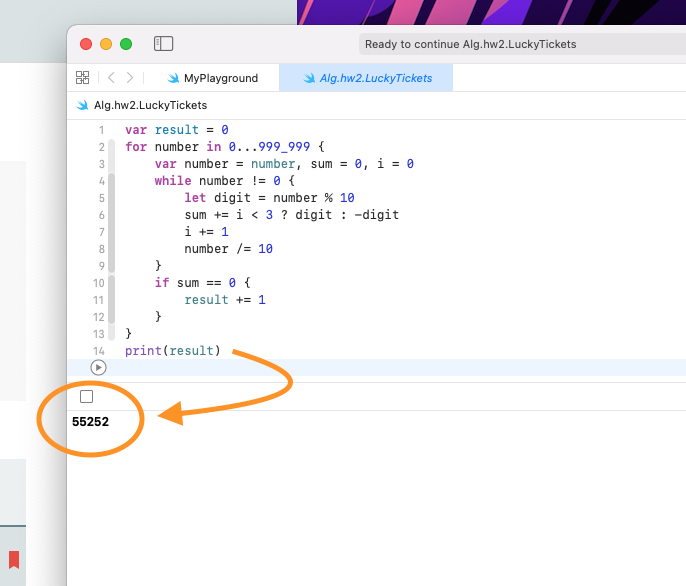 Ready to continue Alg.hw2.LuckyTickets
MyPlayground
Alg.hw2.LuckyTickets
Alg.hw2.LuckyTickets
1 var result = 0
2 for number in 0...999_999 {
3     var number = number, sum = 0, i = 0
4     while number != 0 {
5         let digit = number % 10
6         sum += i < 3 ? digit : -digit
7         i += 1
8         number /= 10
9     }
10     if sum == 0 {
11         result += 1
12     }
13 }
14 print(result)
55252